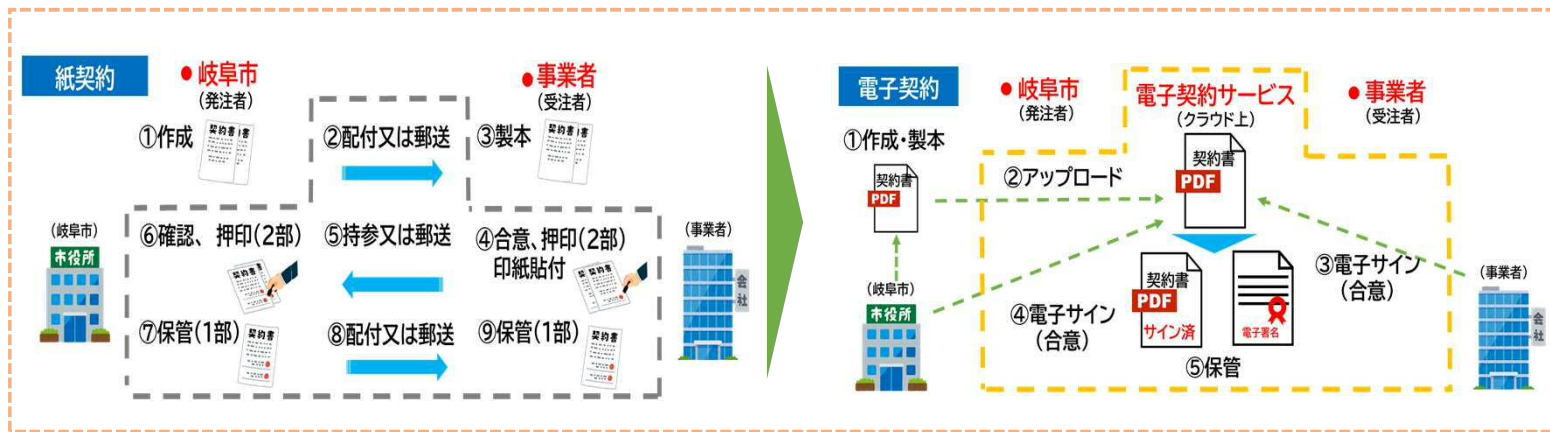 紙契約
●岐阜市
(発注者)
●事業者
(受注者)
①作成
契約書
②配付又は郵送
③製本
契約書
(岐阜市)
市役所
⑥確認、押印(2部)
⑤持参又は郵送
④合意、押印(2部)
印紙貼付
契約書
契約書
(事業者)
会社
⑦保管(1部)
契約書
⑧配付又は郵送
⑨保管(1部)
契約書
電子契約
●岐阜市
(発注者)
電子契約サービス
(クラウド上)
●事業者
(受注者)
①作成・製本
契約書
PDF
②アップロード
契約書
PDF
(岐阜市)
市役所
④電子サイン
(合意)
契約書
PDF
サイン済
電子署名
⑤保管
③電子サイン
(合意)
(事業者)
会社